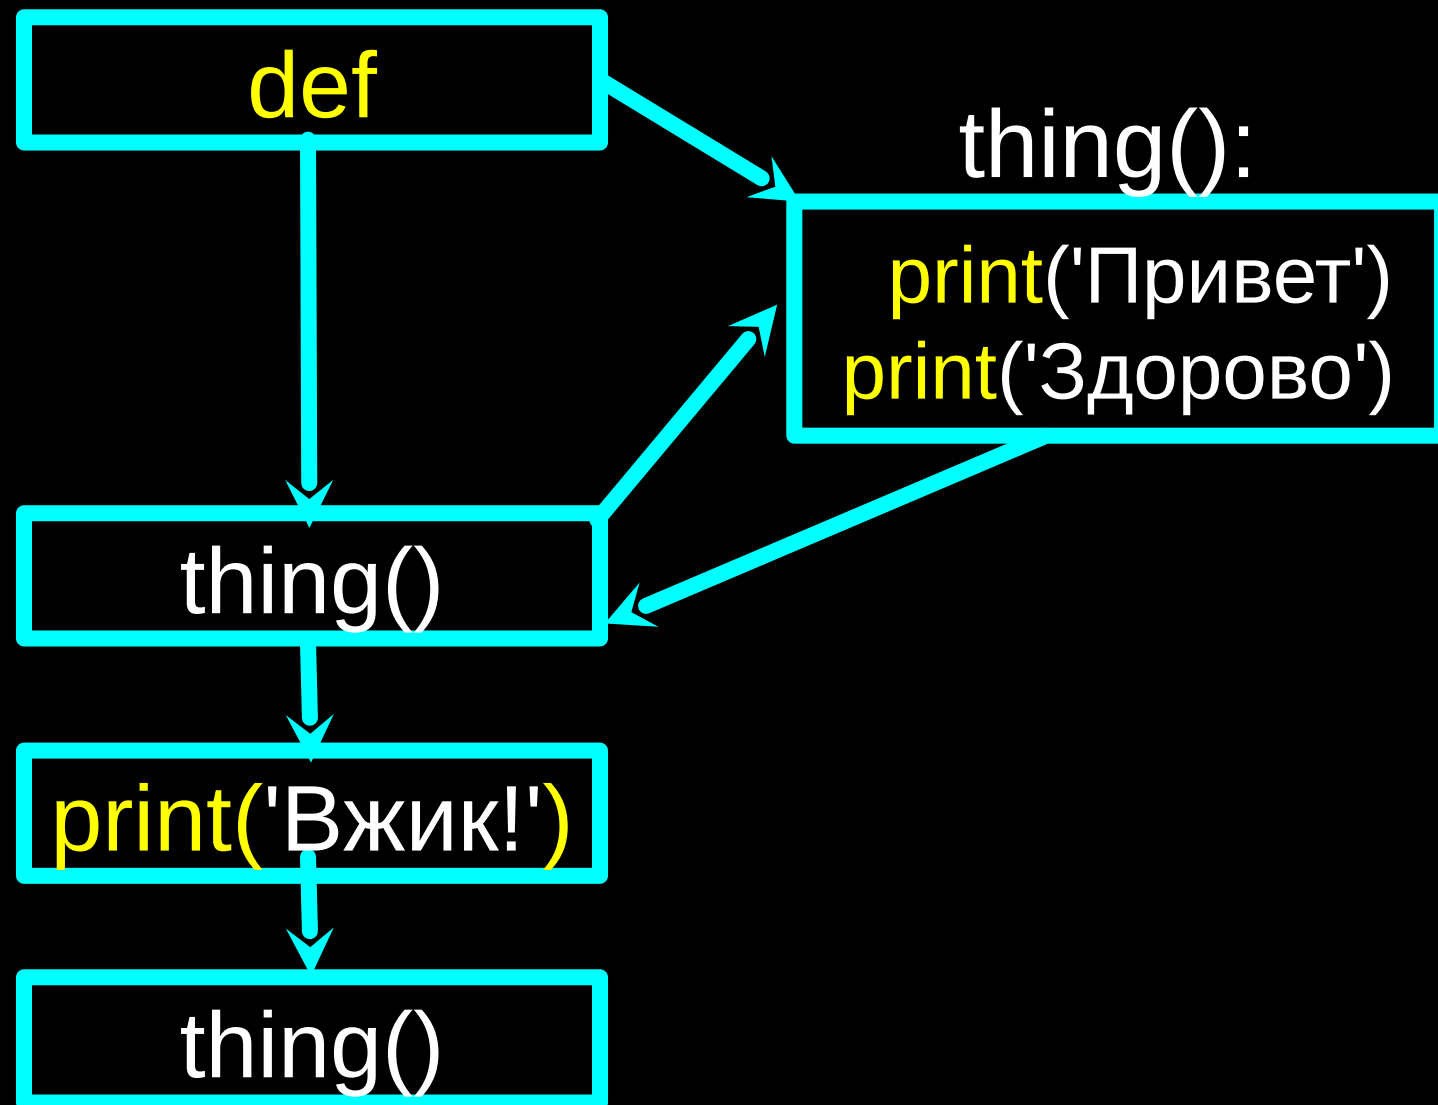 def
thing():
print('Привет')
print('Здорово')
thing()
print('Вжик!')
thing()